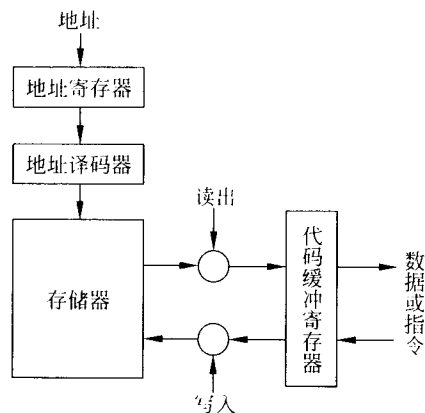 地址
地址寄存器
地址译码器
读出
存储器
代码缓冲寄存器
数据或指令
写入